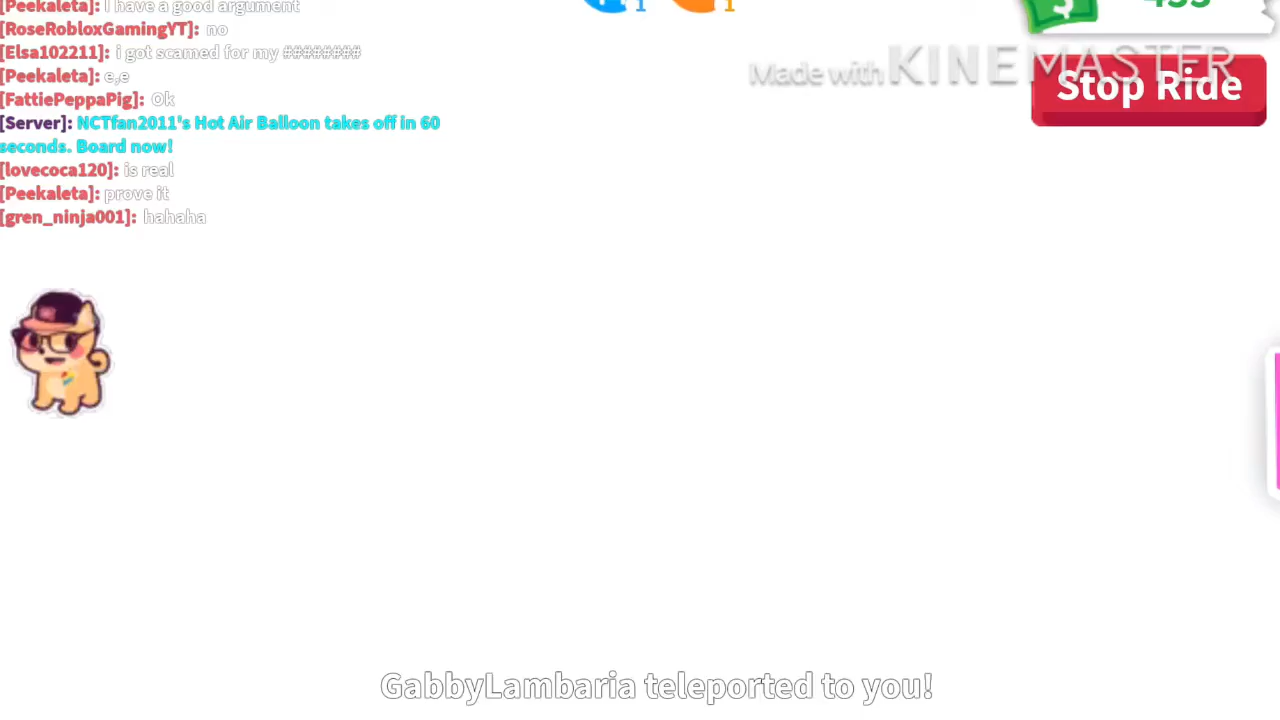 [Peekaleta]: I have a good argument
[RoseRobloxGamingYT]: no
[Elsa102211]: i got scamed for my ########
[Peekaleta]: e,e
[FattiePeppaPig]: Ok
[Server]: NCTfan2011's Hot Air Balloon takes off in 60
seconds. Board now!
[lovecoca120]: is real
[Peekaleta]: prove it
[gren_ninja001]: hahaha
1
1
$
Made with KINEMASTER
Stop Ride
GabbyLambaria teleported to you!